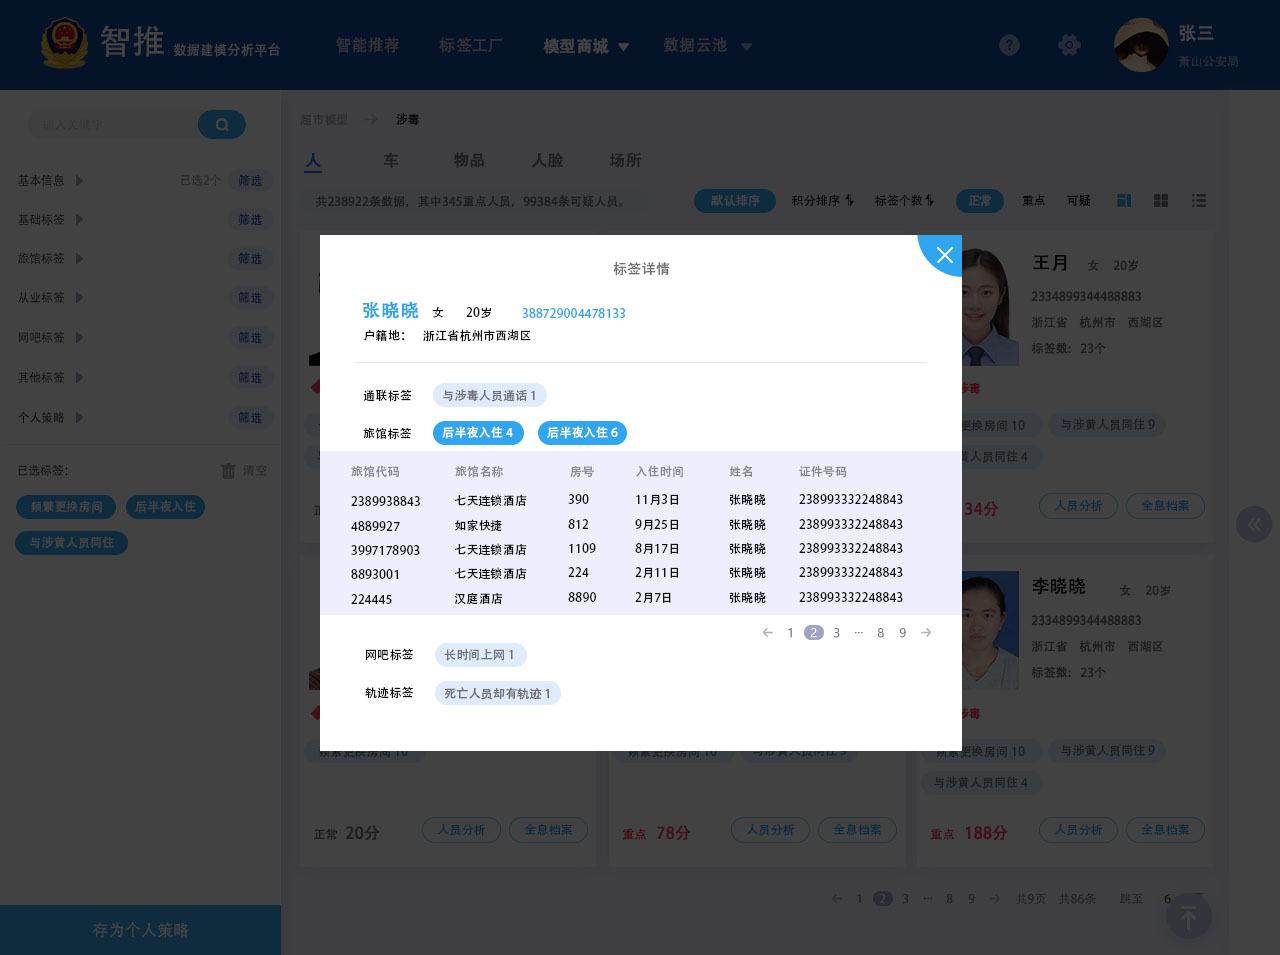 智推 数据建模分析平台 智能推荐 标签工厂 模型商城 数据云池 张三
萧山公安局
输入关键字
超市模型 涉毒
人 车 物品 人脸 场所
基本信息 已选2个 筛选
基础标签 筛选
旅馆标签 筛选
从业标签 筛选
网吧标签 筛选
其他标签 筛选
个人策略 筛选
已选标签： 清空
频繁更换房间 后半夜入住
与涉黄人员同住
存为个人策略
共238922条数据，其中345重点人员，99384条可疑人员。 默认排序 积分排序 标签个数 正常 重点 可疑
标签详情
张晓晓 女 20岁 388729004478133
户籍地： 浙江省杭州市西湖区
通联标签 与涉毒人员通话 1
旅馆标签 后半夜入住 4 后半夜入住 6
旅馆代码 旅馆名称 房号 入住时间 姓名 证件号码
2389938843 七天连锁酒店 390 11月3日 张晓晓 238993332248843
4889927 如家快捷 812 9月25日 张晓晓 238993332248843
3997178903 七天连锁酒店 1109 8月17日 张晓晓 238993332248843
8893001 七天连锁酒店 224 2月11日 张晓晓 238993332248843
224445 汉庭酒店 8890 2月7日 张晓晓 238993332248843
← 1 2 3 ··· 8 9 →
网吧标签 长时间上网 1
轨迹标签 死亡人员却有轨迹 1
王月 女 20岁
2334899344488883
浙江省 杭州市 西湖区
标签数： 23个
涉毒
更换房间 10 与涉黄人员同住 9
员同住 4
34分 人员分析 全息档案
李晓晓 女 20岁
2334899344488883
浙江省 杭州市 西湖区
标签数： 23个
涉毒
频繁更换房间 10 频繁更换房间 10 与涉黄人员同住 9 频繁更换房间 10 与涉黄人员同住 9
与涉黄人员同住 4
正常 20分 人员分析 全息档案 重点 78分 人员分析 全息档案 重点 188分 人员分析 全息档案
← 1 2 3 ··· 8 9 → 共9页 共86条 跳至 6